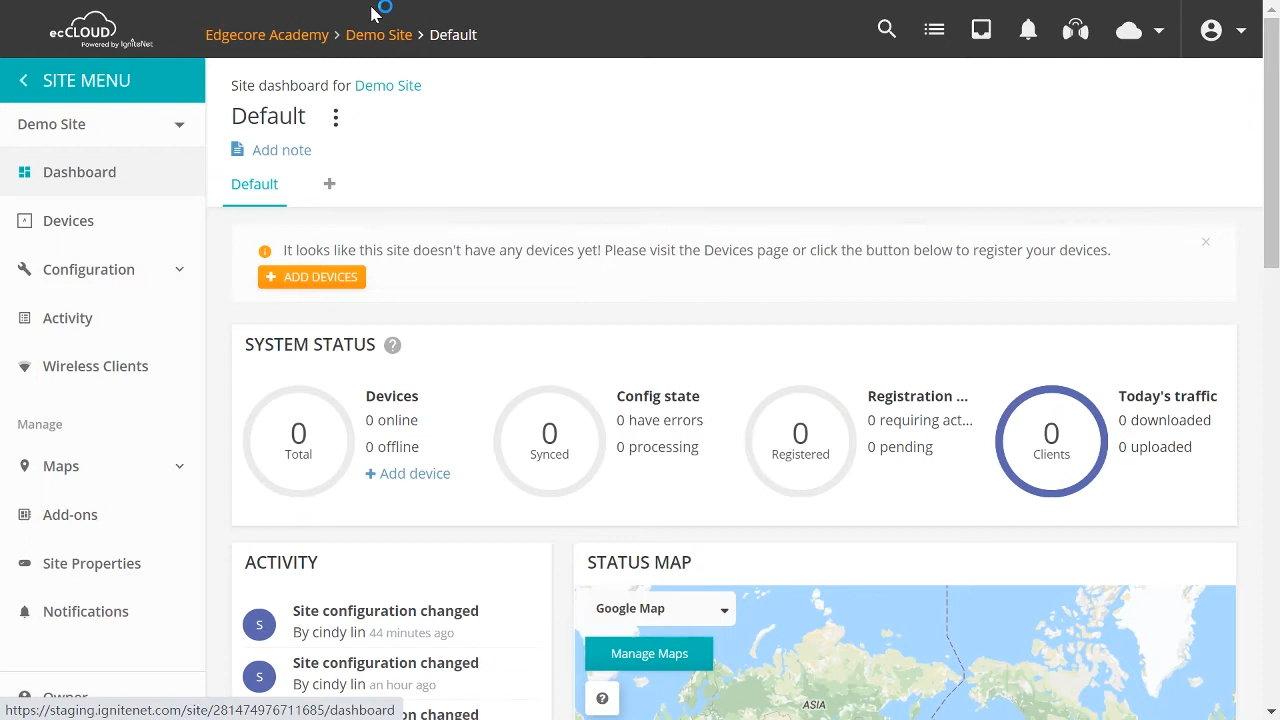 ecCLOUD
Powered by IgniteNet
Edgecore Academy > Demo Site > Default
SITE MENU
Demo Site
Dashboard
Devices
Configuration
Activity
Wireless Clients
Manage
Maps
Add-ons
Site Properties
Notifications
Owner
https://staging.ignitenet.com/site/281474976711685/dashboard
Site dashboard for Demo Site
Default
Add note
Default
It looks like this site doesn't have any devices yet! Please visit the Devices page or click the button below to register your devices.
ADD DEVICES
SYSTEM STATUS
0
Total
Devices
0 online
0 offline
Add device
0
Synced
Config state
0 have errors
0 processing
0
Registered
Registration ...
0 requiring act...
0 pending
0
Clients
Today's traffic
0 downloaded
0 uploaded
ACTIVITY
S
Site configuration changed
By cindy lin 44 minutes ago
S
Site configuration changed
By cindy lin an hour ago
Site configuration changed
STATUS MAP
Google Map
Manage Maps
ASIA